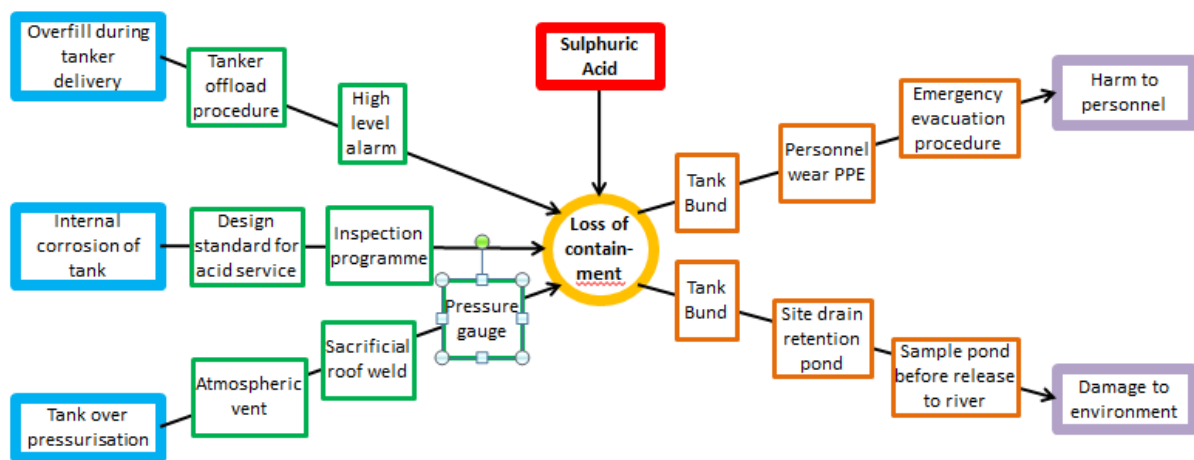 Overfill during
tanker
delivery
Tanker
offload
procedure
High
level
alarm
Sulphuric
Acid
Internal
corrosion of
tank
Design
standard for
acid service
Inspection
programme
Tank over
pressurisation
Atmospheric
vent
Sacrificial
roof weld
Pressure
gauge
Loss of
contain-
ment
Tank
Bund
Personnel
wear PPE
Emergency
evacuation
procedure
Harm to
personnel
Tank
Bund
Site drain
retention
pond
Sample pond
before release
to river
Damage to
environment